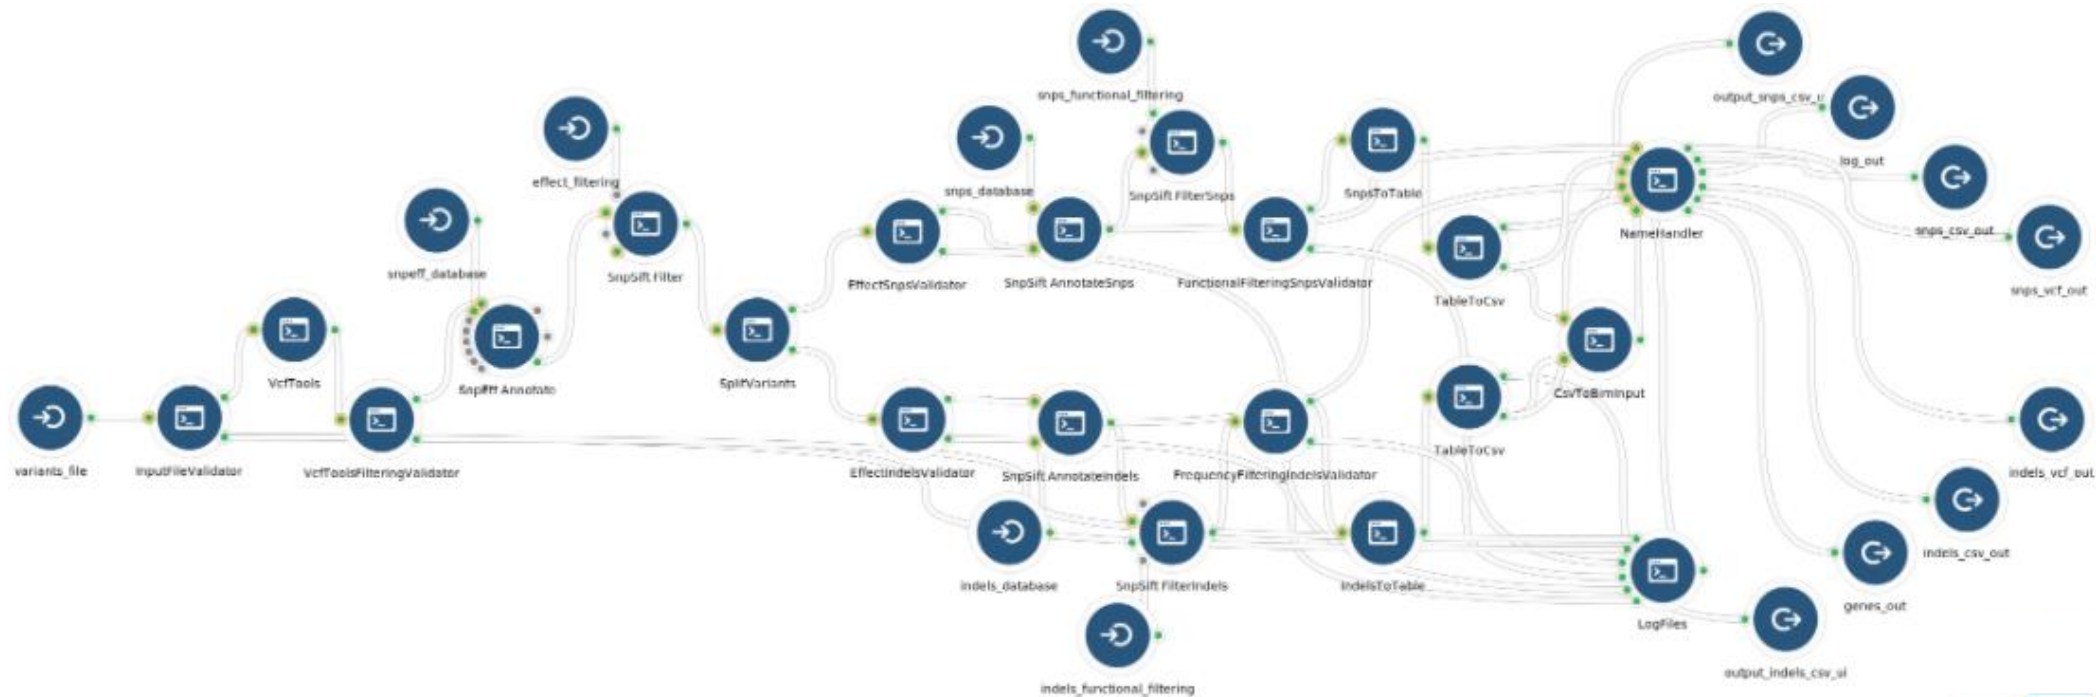 snps_functional_filtering
output_snps_csv_u
log_out
effect_filtering
snps_database
SnpSift FilterSnps
SnpsToTable
NameHandler
snps_csv_out
snpeff_database
SnpSift Filter
EffectSnpsValidator
SnpSift AnnotateSnps
FunctionalFilteringSnpsValidator
TableToCsv
snps_vcf_out
VcfTools
SnpEff Annotate
SplitVariants
CsvToBimInput
variants_file
InputFileValidator
VcfToolsFilteringValidator
EffectIndelsValidator
SnpSift AnnotateIndels
FrequencyFilteringIndelsValidator
TableToCsv
indels_vcf_out
indels_database
SnpSift FilterIndels
IndelsToTable
indels_csv_out
genes_out
LogFiles
output_indels_csv_ui
indels_functional_filtering